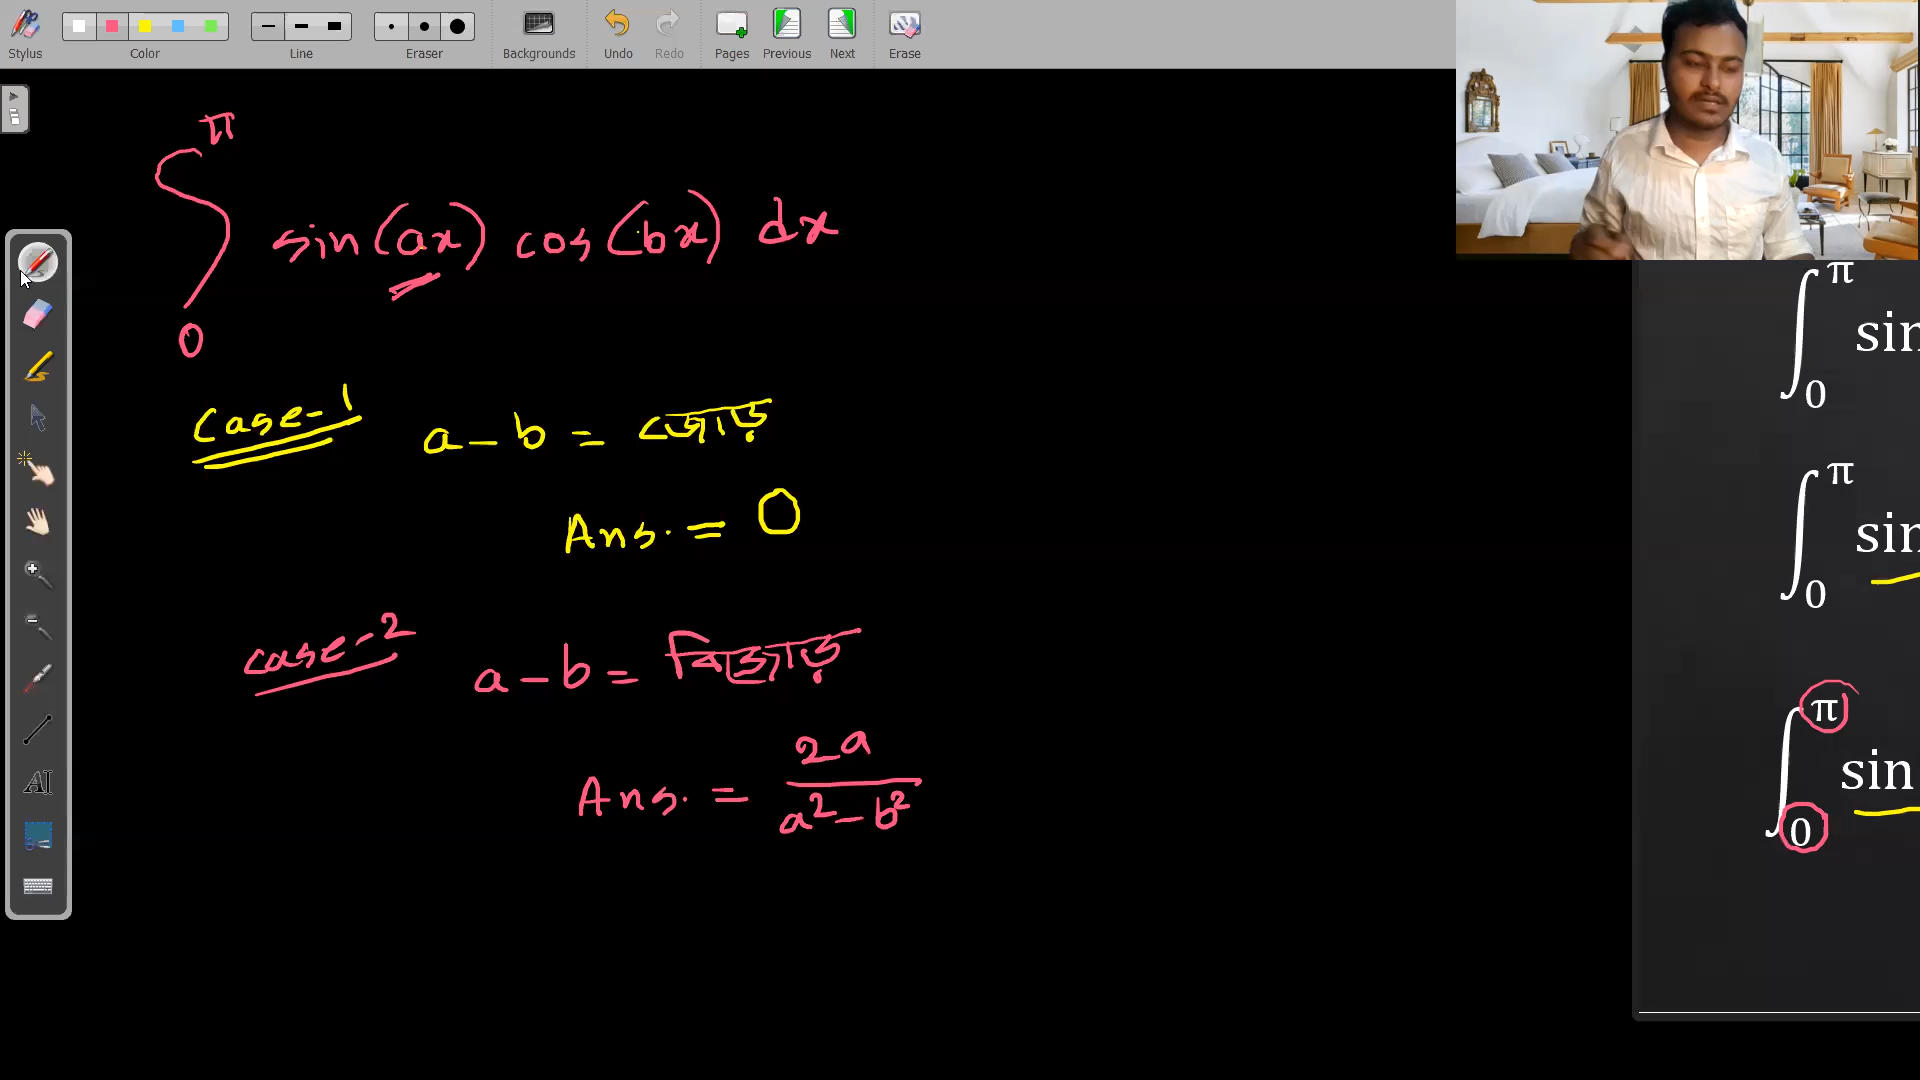 Stylus Color Line Eraser Backgrounds Undo Redo Pages Previous Next Erase
π
∫ sin(ax) cos(bx) dx
0
Case-1 a - b = জোড়
Ans. = 0
case-2 a - b = বিজোড়
Ans. = 2a
a² - b²
AI
π
∫ sin
0
π
∫ sin
0
π
∫ sin
0